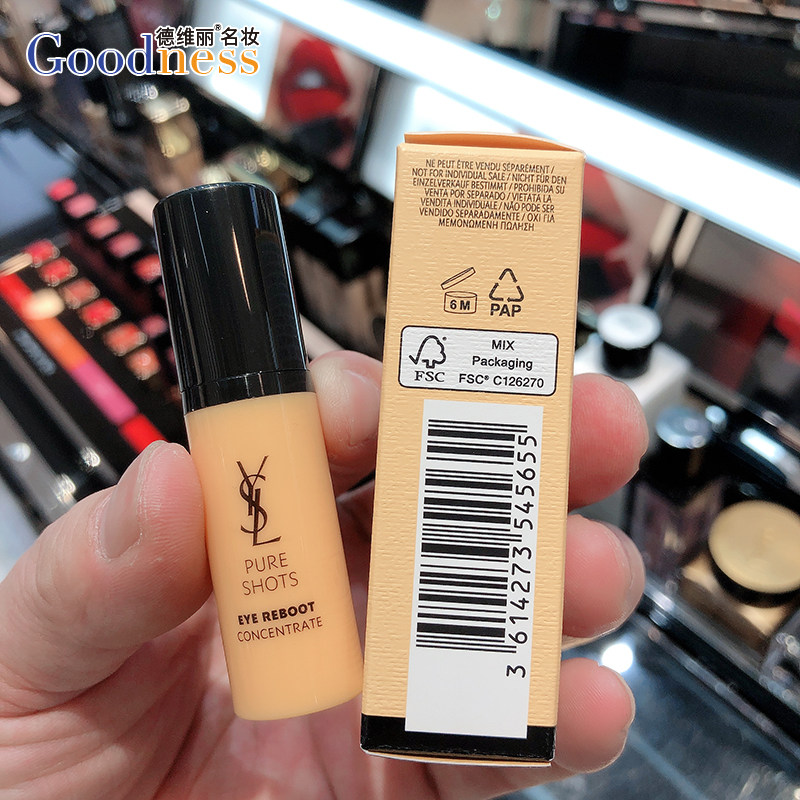 德维丽®名妆
Goodness
NE PEUT ÊTRE VENDU SÉPARÉMENT /
NOT FOR INDIVIDUAL SALE / NICHT FÜR DEN
EINZELVERKAUF BESTIMMT / PROHIBIDA SU
VENTA POR SEPARADO / VIETATA LA
VENDITA INDIVIDUALE / NÃO PODE SER
VENDIDO SEPARADAMENTE / ΟΧΙ ΓΙΑ
ΜΕΜΟΝΩΜΕΝΗ ΠΩΛΗΣΗ
6 M
PAP
FSC
MIX
Packaging
FSC® C126270
3 614273 545655
YSL
PURE
SHOTS
EYE REBOOT
CONCENTRATE